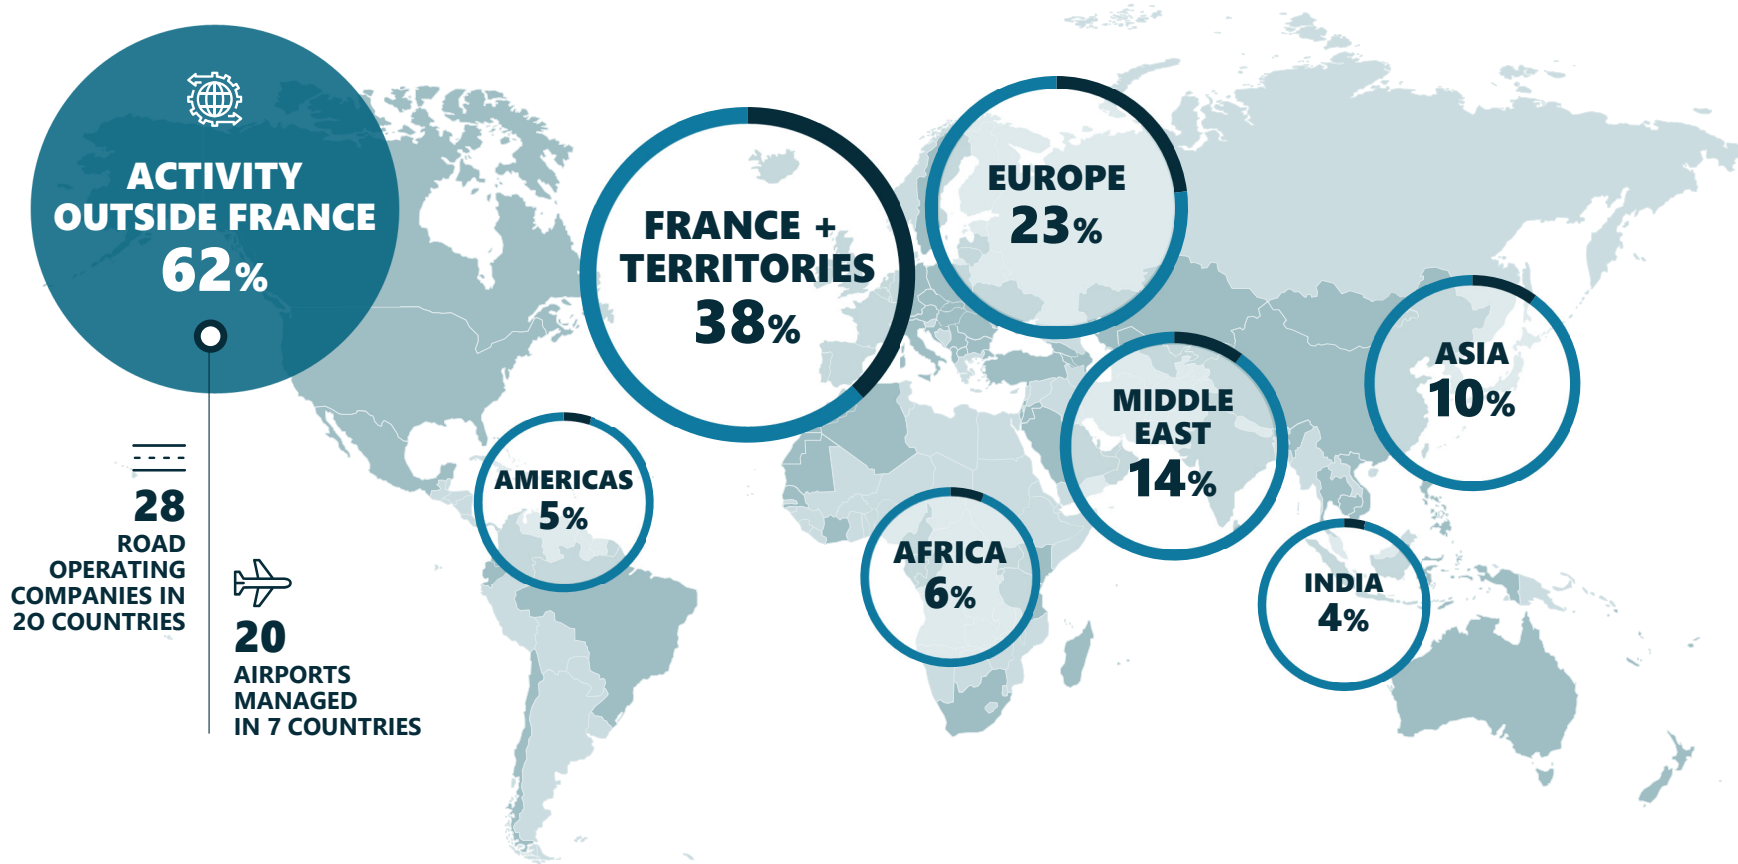 ACTIVITY
OUTSIDE FRANCE
62%
28
ROAD
OPERATING
COMPANIES IN
2O COUNTRIES
20
AIRPORTS
MANAGED
IN 7 COUNTRIES
AMERICAS
5%
FRANCE +
TERRITORIES
38%
EUROPE
23%
AFRICA
6%
MIDDLE
EAST
14%
ASIA
10%
INDIA
4%